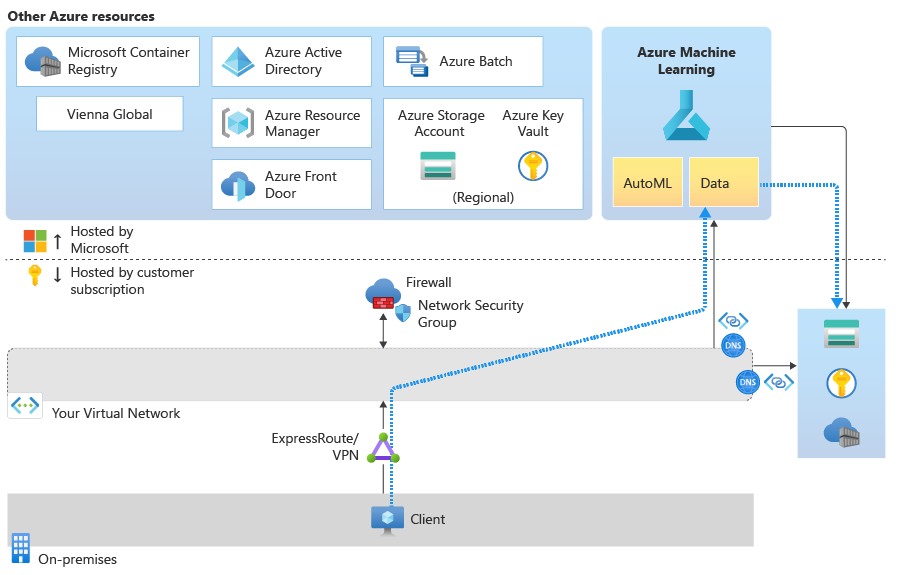 Other Azure resources
Microsoft Container
Registry
Azure Active
Directory
Azure Batch
Azure Machine
Learning
Vienna Global
Azure Resource
Manager
Azure Storage
Account
Azure Key
Vault
Azure Front
Door
(Regional)
AutoML
Data
Hosted by
Microsoft
Hosted by customer
subscription
Firewall
Network Security
Group
DNS
DNS
Your Virtual Network
ExpressRoute/
VPN
Client
On-premises